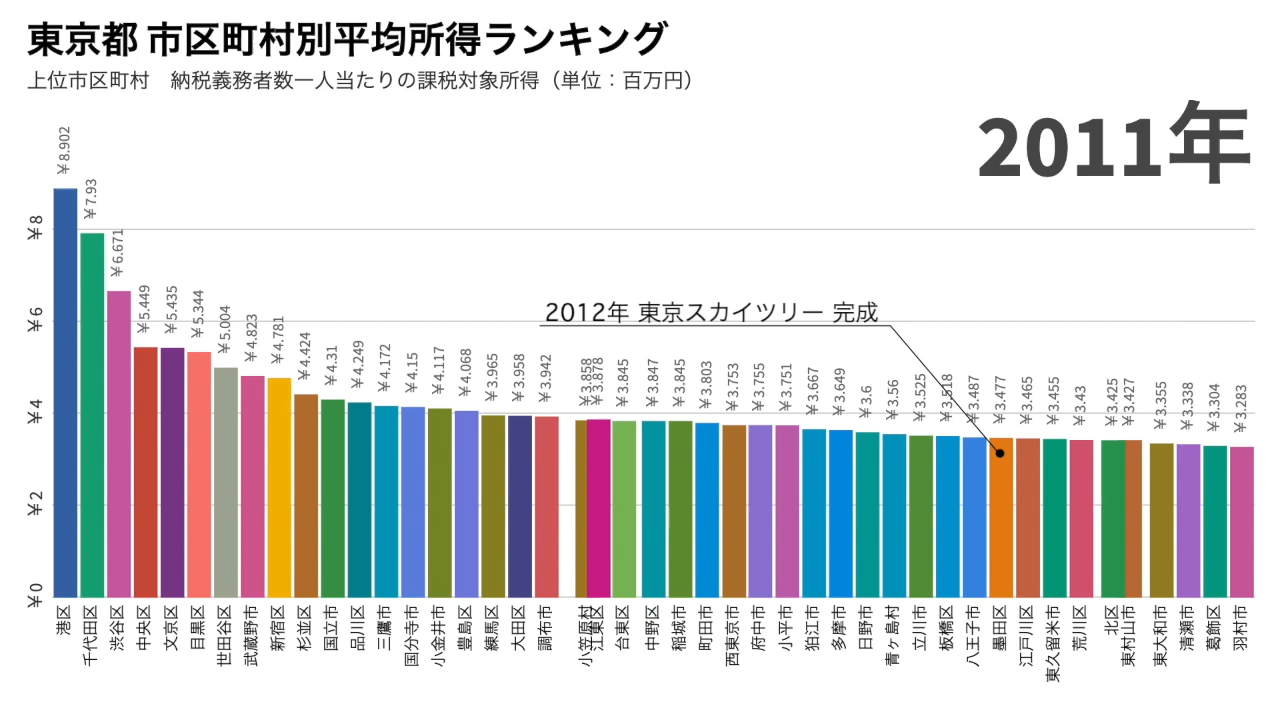 東京都 市区町村別平均所得ランキング
上位市区町村　納税義務者数一人当たりの課税対象所得（単位：百万円）
2011年
2012年 東京スカイツリー 完成
¥8
¥6
¥4
¥2
¥0
¥8.902
¥7.93
¥6.671
¥5.449
¥5.435
¥5.344
¥5.004
¥4.823
¥4.781
¥4.424
¥4.31
¥4.249
¥4.172
¥4.15
¥4.117
¥4.068
¥3.965
¥3.958
¥3.942
¥3.858
¥3.878
¥3.845
¥3.847
¥3.845
¥3.803
¥3.753
¥3.755
¥3.751
¥3.667
¥3.649
¥3.6
¥3.56
¥3.525
¥3.518
¥3.487
¥3.477
¥3.465
¥3.455
¥3.43
¥3.425
¥3.427
¥3.355
¥3.338
¥3.304
¥3.283
港区
千代田区
渋谷区
中央区
文京区
目黒区
世田谷区
武蔵野市
新宿区
杉並区
国立市
品川区
三鷹市
国分寺市
小金井市
豊島区
練馬区
大田区
調布市
小笠原村
江東区
台東区
中野区
稲城市
町田市
西東京市
府中市
小平市
狛江市
多摩市
日野市
青ヶ島村
立川市
板橋区
八王子市
墨田区
江戸川区
東久留米市
荒川区
北区
東村山市
東大和市
清瀬市
葛飾区
羽村市